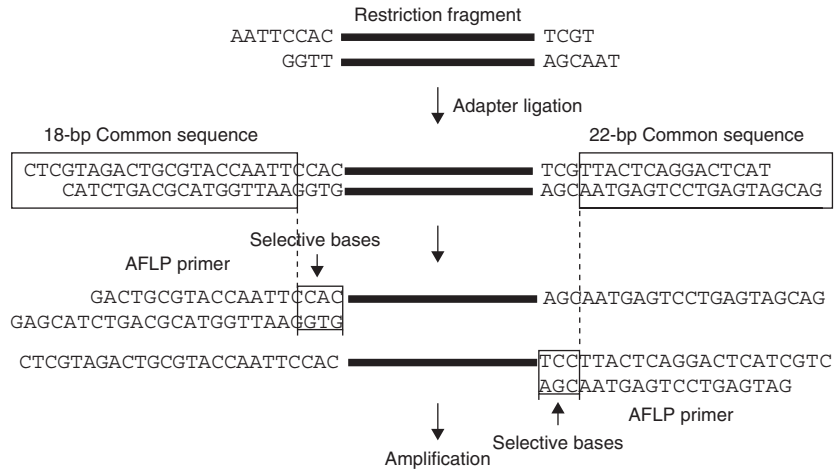 Restriction fragment
AATTCCAC TCGT
GGTT AGCAAT
Adapter ligation
18-bp Common sequence 22-bp Common sequence
CTCGTAGACTGCGTACCAATTCCAC TCGTTACTCAGGACTCAT
CATCTGACGCATGGTTAAGGTG AGCAATGAGTCCTGAGTAGCAG
Selective bases
AFLP primer
GACTGCGTACCAATTCCAC AGCAATGAGTCCTGAGTAGCAG
GAGCATCTGACGCATGGTTAAGGTG
CTCGTAGACTGCGTACCAATTCCAC TCCTTACTCAGGACTCATCGTC
AGCAATGAGTCCTGAGTAG
AFLP primer
Selective bases
Amplification